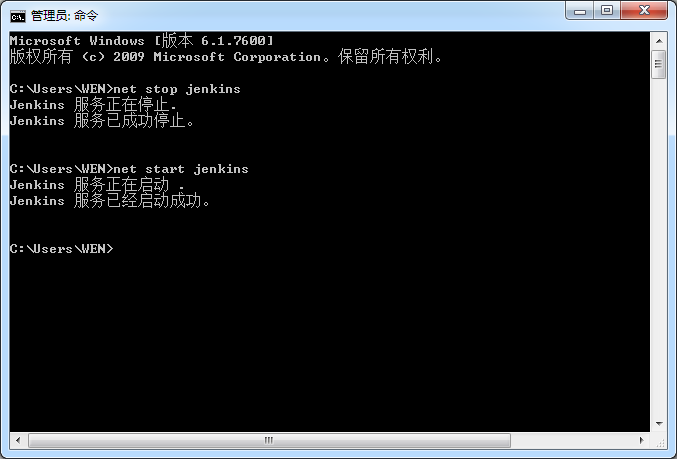 管理员: 命令
Microsoft Windows [版本 6.1.7600]
版权所有 (c) 2009 Microsoft Corporation。保留所有权利。
C:\Users\WEN>net stop jenkins
Jenkins 服务正在停止.
Jenkins 服务已成功停止。
C:\Users\WEN>net start jenkins
Jenkins 服务正在启动 .
Jenkins 服务已经启动成功。
C:\Users\WEN>